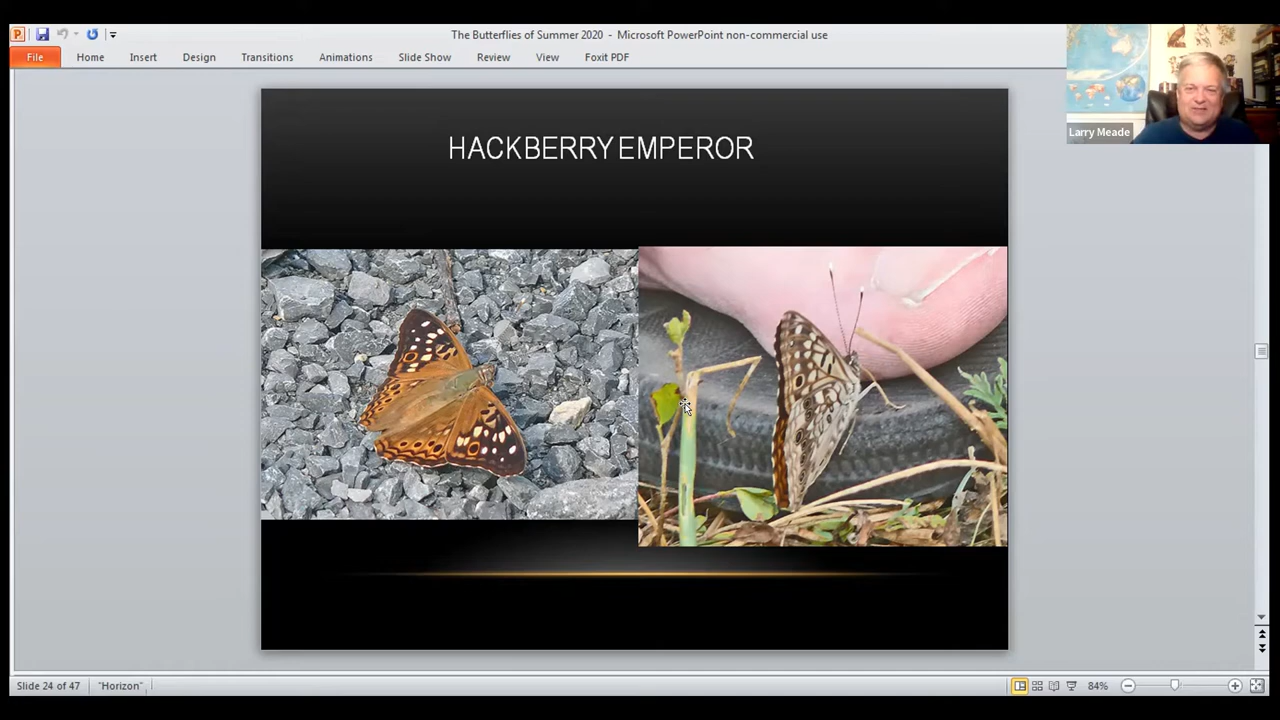 The Butterflies of Summer 2020 - Microsoft PowerPoint non-commercial use
File Home Insert Design Transitions Animations Slide Show Review View Foxit PDF
Larry Meade
HACKBERRY EMPEROR
Slide 24 of 47 "Horizon" 84%